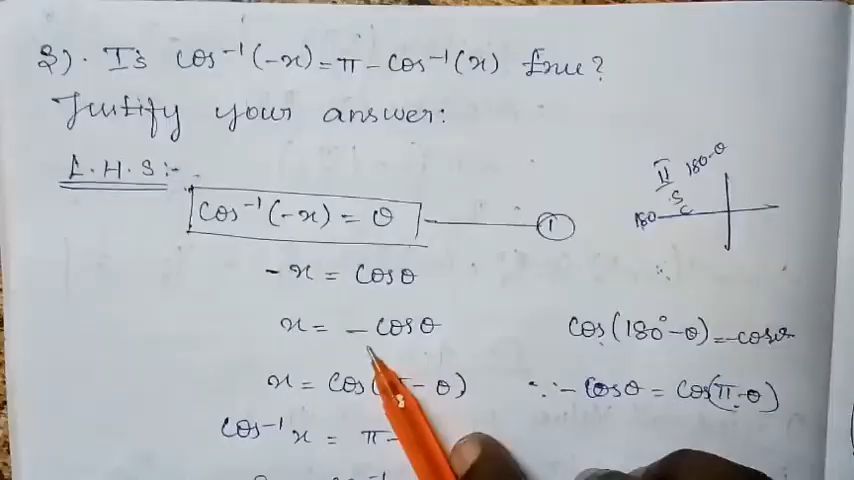 2). Is cos⁻¹(-x) = π - cos⁻¹(x) true?
Justify your answer:
L.H.S:-
cos⁻¹(-x) = θ — 1
II 180-θ
S
C
180
-x = cosθ
x = -cosθ
cos(180°-θ) = -cosθ
x = cos(π-θ)
∵ -cosθ = cos(π-θ)
cos⁻¹x = π-